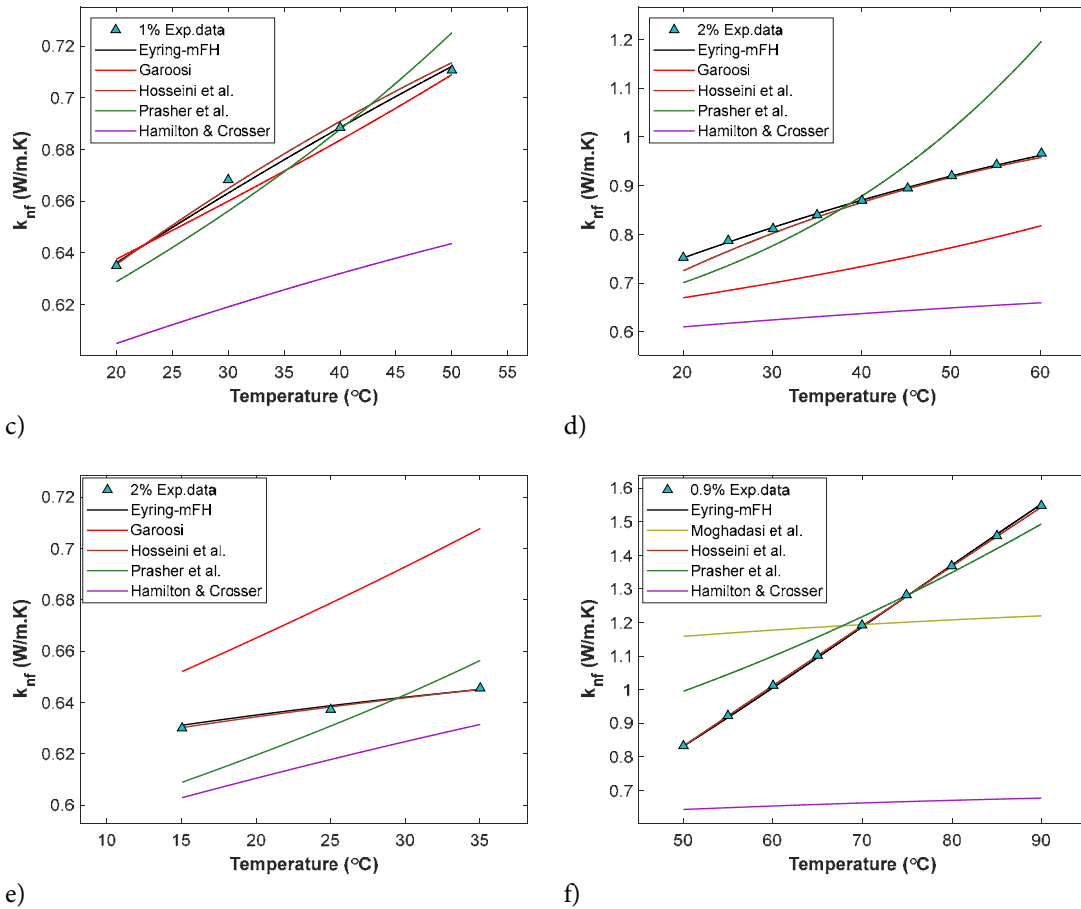 1% Exp.data
Eyring-mFH
Garoosi
Hosseini et al.
Prasher et al.
Hamilton & Crosser
0.72
0.7
0.68
0.66
0.64
0.62
k_nf (W/m.K)
20 25 30 35 40 45 50 55
Temperature (°C)
c)
2% Exp.data
Eyring-mFH
Garoosi
Hosseini et al.
Prasher et al.
Hamilton & Crosser
1.2
1.1
1
0.9
0.8
0.7
0.6
k_nf (W/m.K)
20 30 40 50 60
Temperature (°C)
d)
2% Exp.data
Eyring-mFH
Garoosi
Hosseini et al.
Prasher et al.
Hamilton & Crosser
0.72
0.7
0.68
0.66
0.64
0.62
0.6
k_nf (W/m.K)
10 15 20 25 30 35
Temperature (°C)
e)
0.9% Exp.data
Eyring-mFH
Moghadasi et al.
Hosseini et al.
Prasher et al.
Hamilton & Crosser
1.6
1.5
1.4
1.3
1.2
1.1
1
0.9
0.8
0.7
k_nf (W/m.K)
50 60 70 80 90
Temperature (°C)
f)